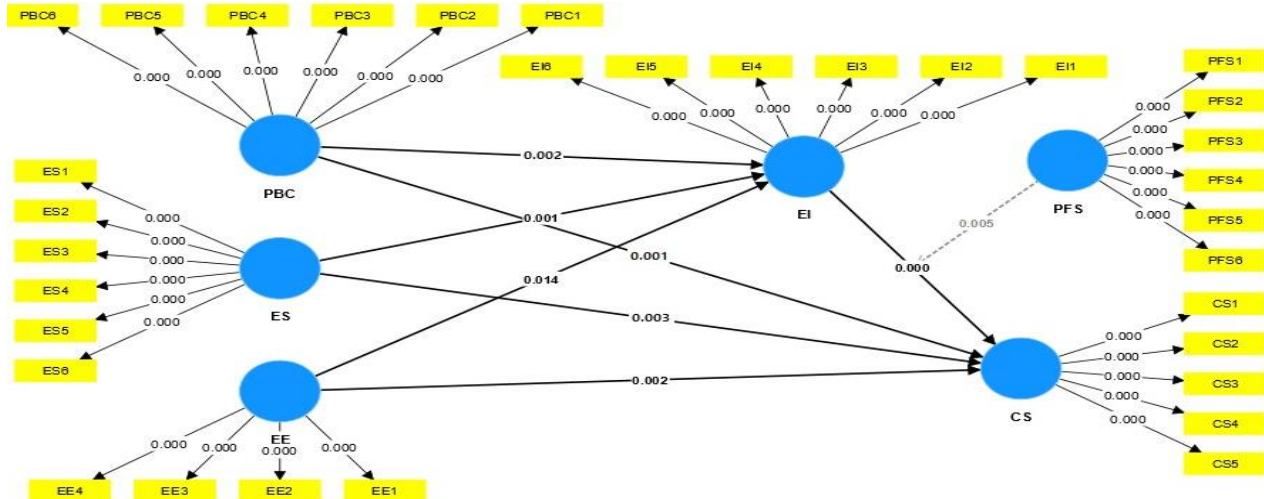 PBC6 PBC5 PBC4 PBC3 PBC2 PBC1
0.000 0.000 0.000 0.000 0.000 0.000
PBC
EI6 EI5 EI4 EI3 EI2 EI1
0.000 0.000 0.000 0.000 0.000 0.000
EI
PFS1
PFS2
PFS3
PFS4
PFS5
PFS6
0.000
0.000
0.000
0.000
0.000
0.000
PFS
ES1
ES2
ES3
ES4
ES5
ES6
0.000
0.000
0.000
0.000
0.000
0.000
ES
0.002
0.001
0.014
0.001
0.003
0.002
0.000
0.005
EE
0.000 0.000 0.000 0.000
EE4 EE3 EE2 EE1
CS
0.000
0.000
0.000
0.000
0.000
CS1
CS2
CS3
CS4
CS5